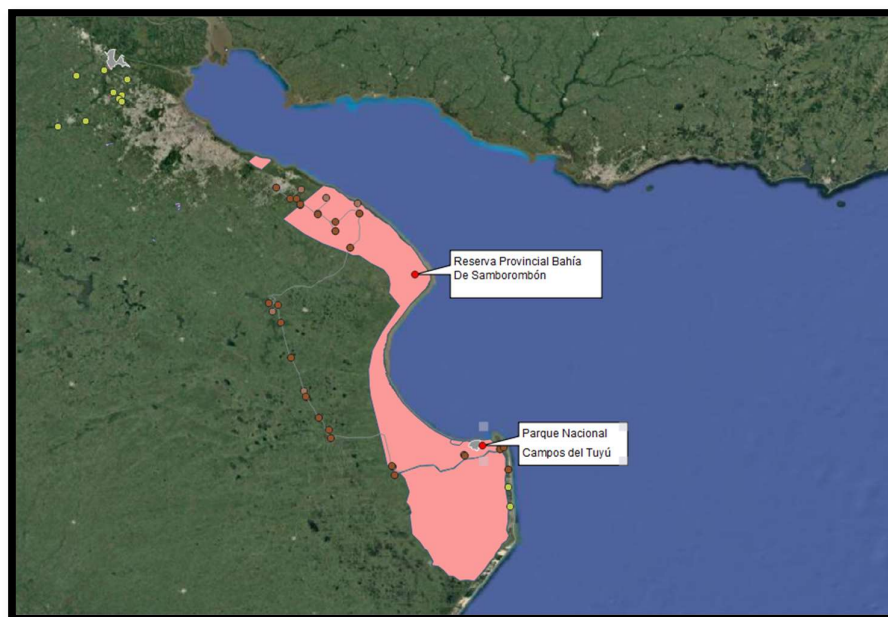 Reserva Provincial Bahía
De Samborombón
Parque Nacional
Campos del Tuyú